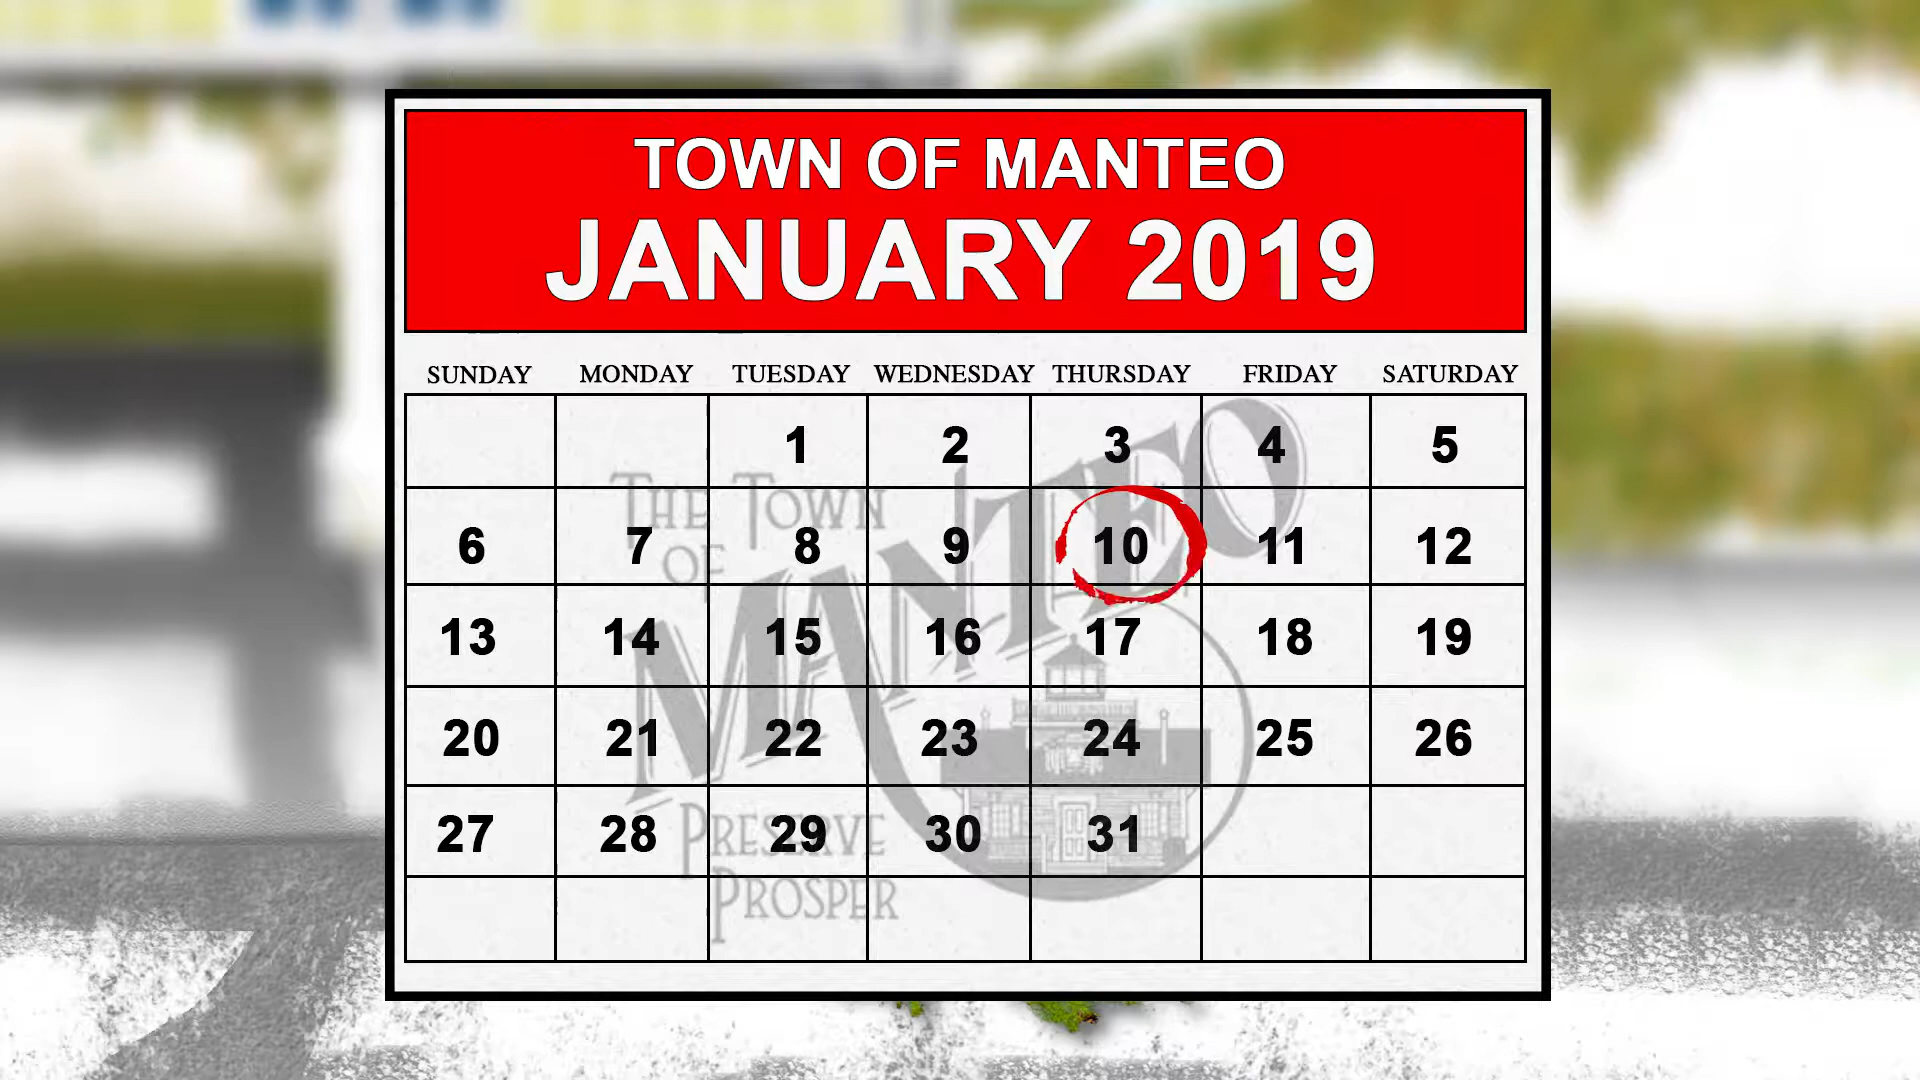 TOWN OF MANTEO
JANUARY 2019
SUNDAY MONDAY TUESDAY WEDNESDAY THURSDAY FRIDAY SATURDAY
1 2 3 4 5
6 7 8 9 10 11 12
13 14 15 16 17 18 19
20 21 22 23 24 25 26
27 28 29 30 31
THE TOWN
OF
MANTEO
PRESERVE
PROSPER